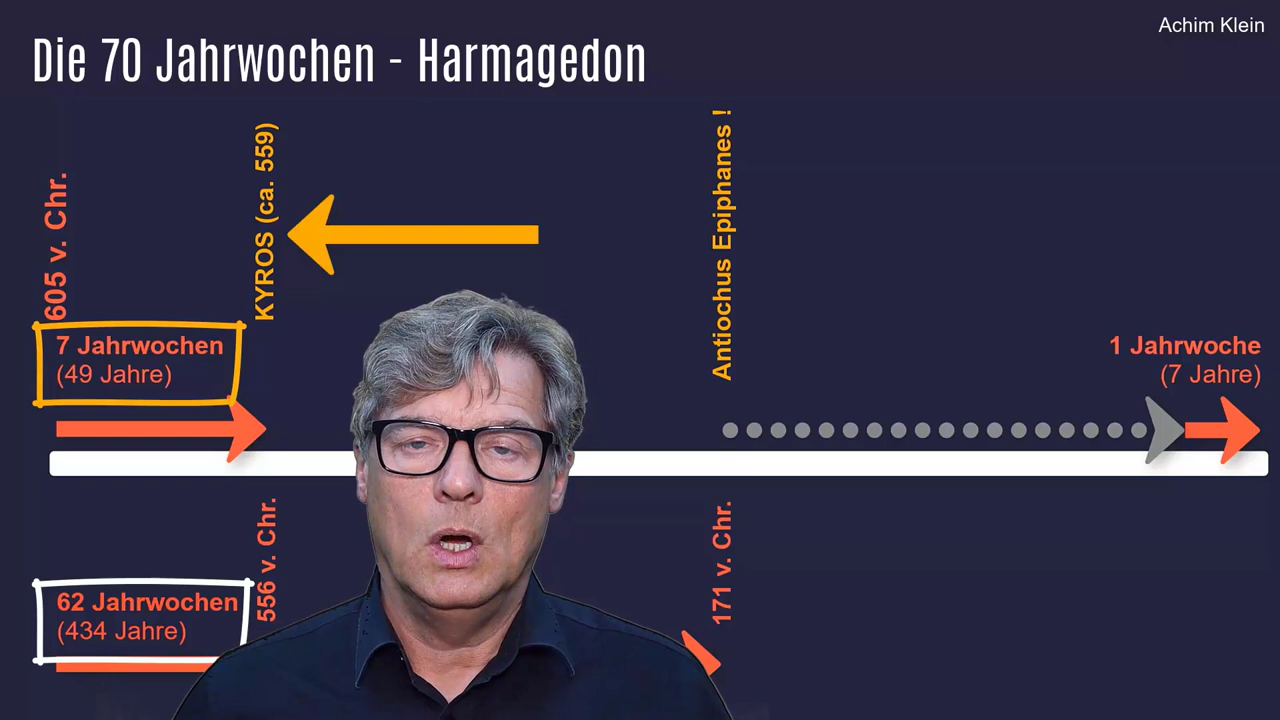 Achim Klein
Die 70 Jahrwochen - Harmagedon
605 v. Chr.
KYROS (ca. 559)
Antiochus Epiphanes !
7 Jahrwochen
(49 Jahre)
1 Jahrwoche
(7 Jahre)
556 v. Chr.
171 v. Chr.
62 Jahrwochen
(434 Jahre)